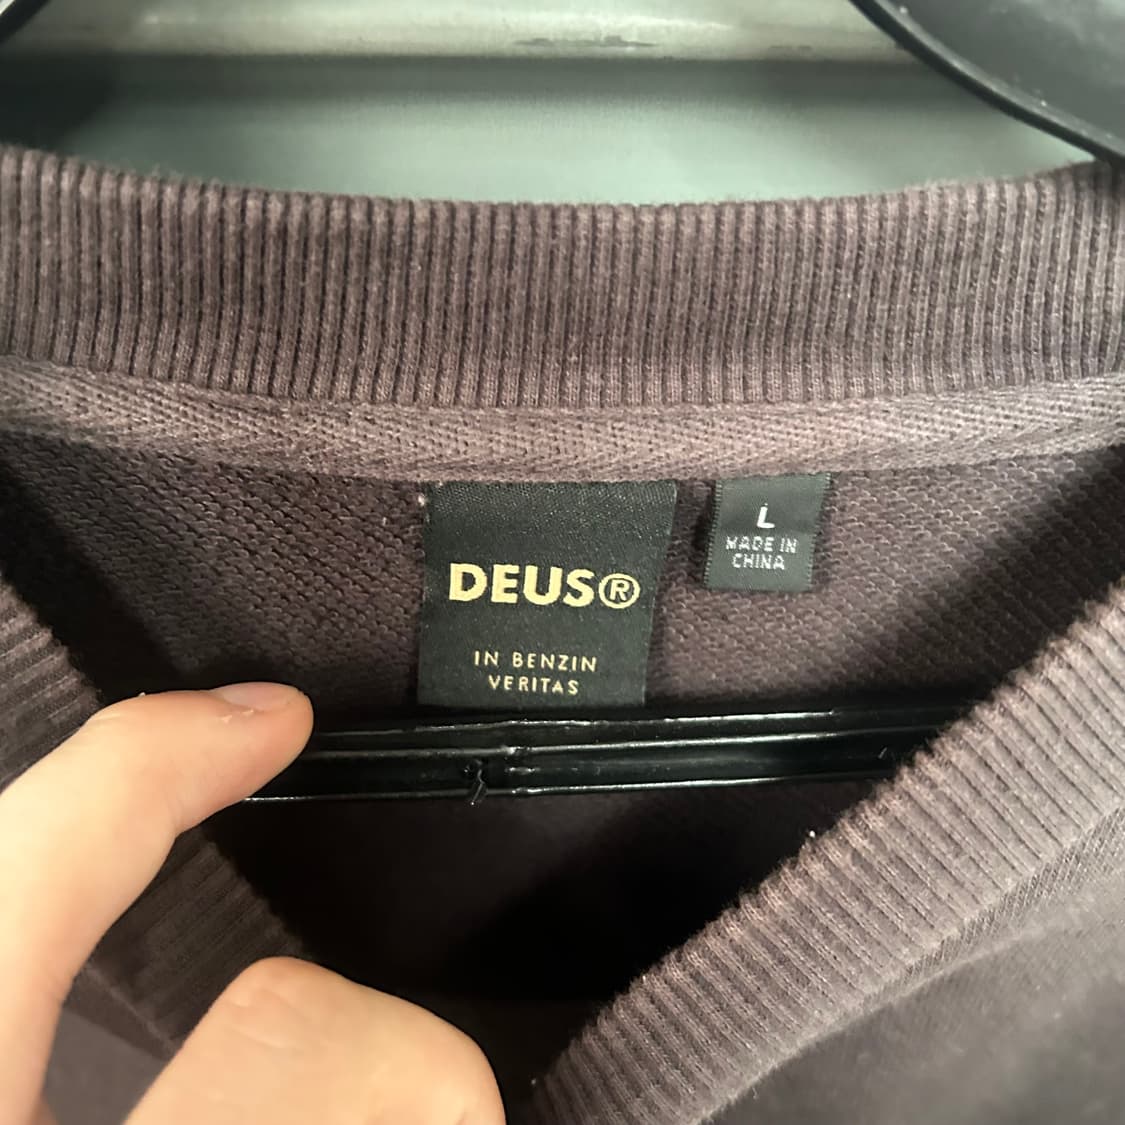 DEUS®
IN BENZIN
VERITAS
L
MADE IN
CHINA